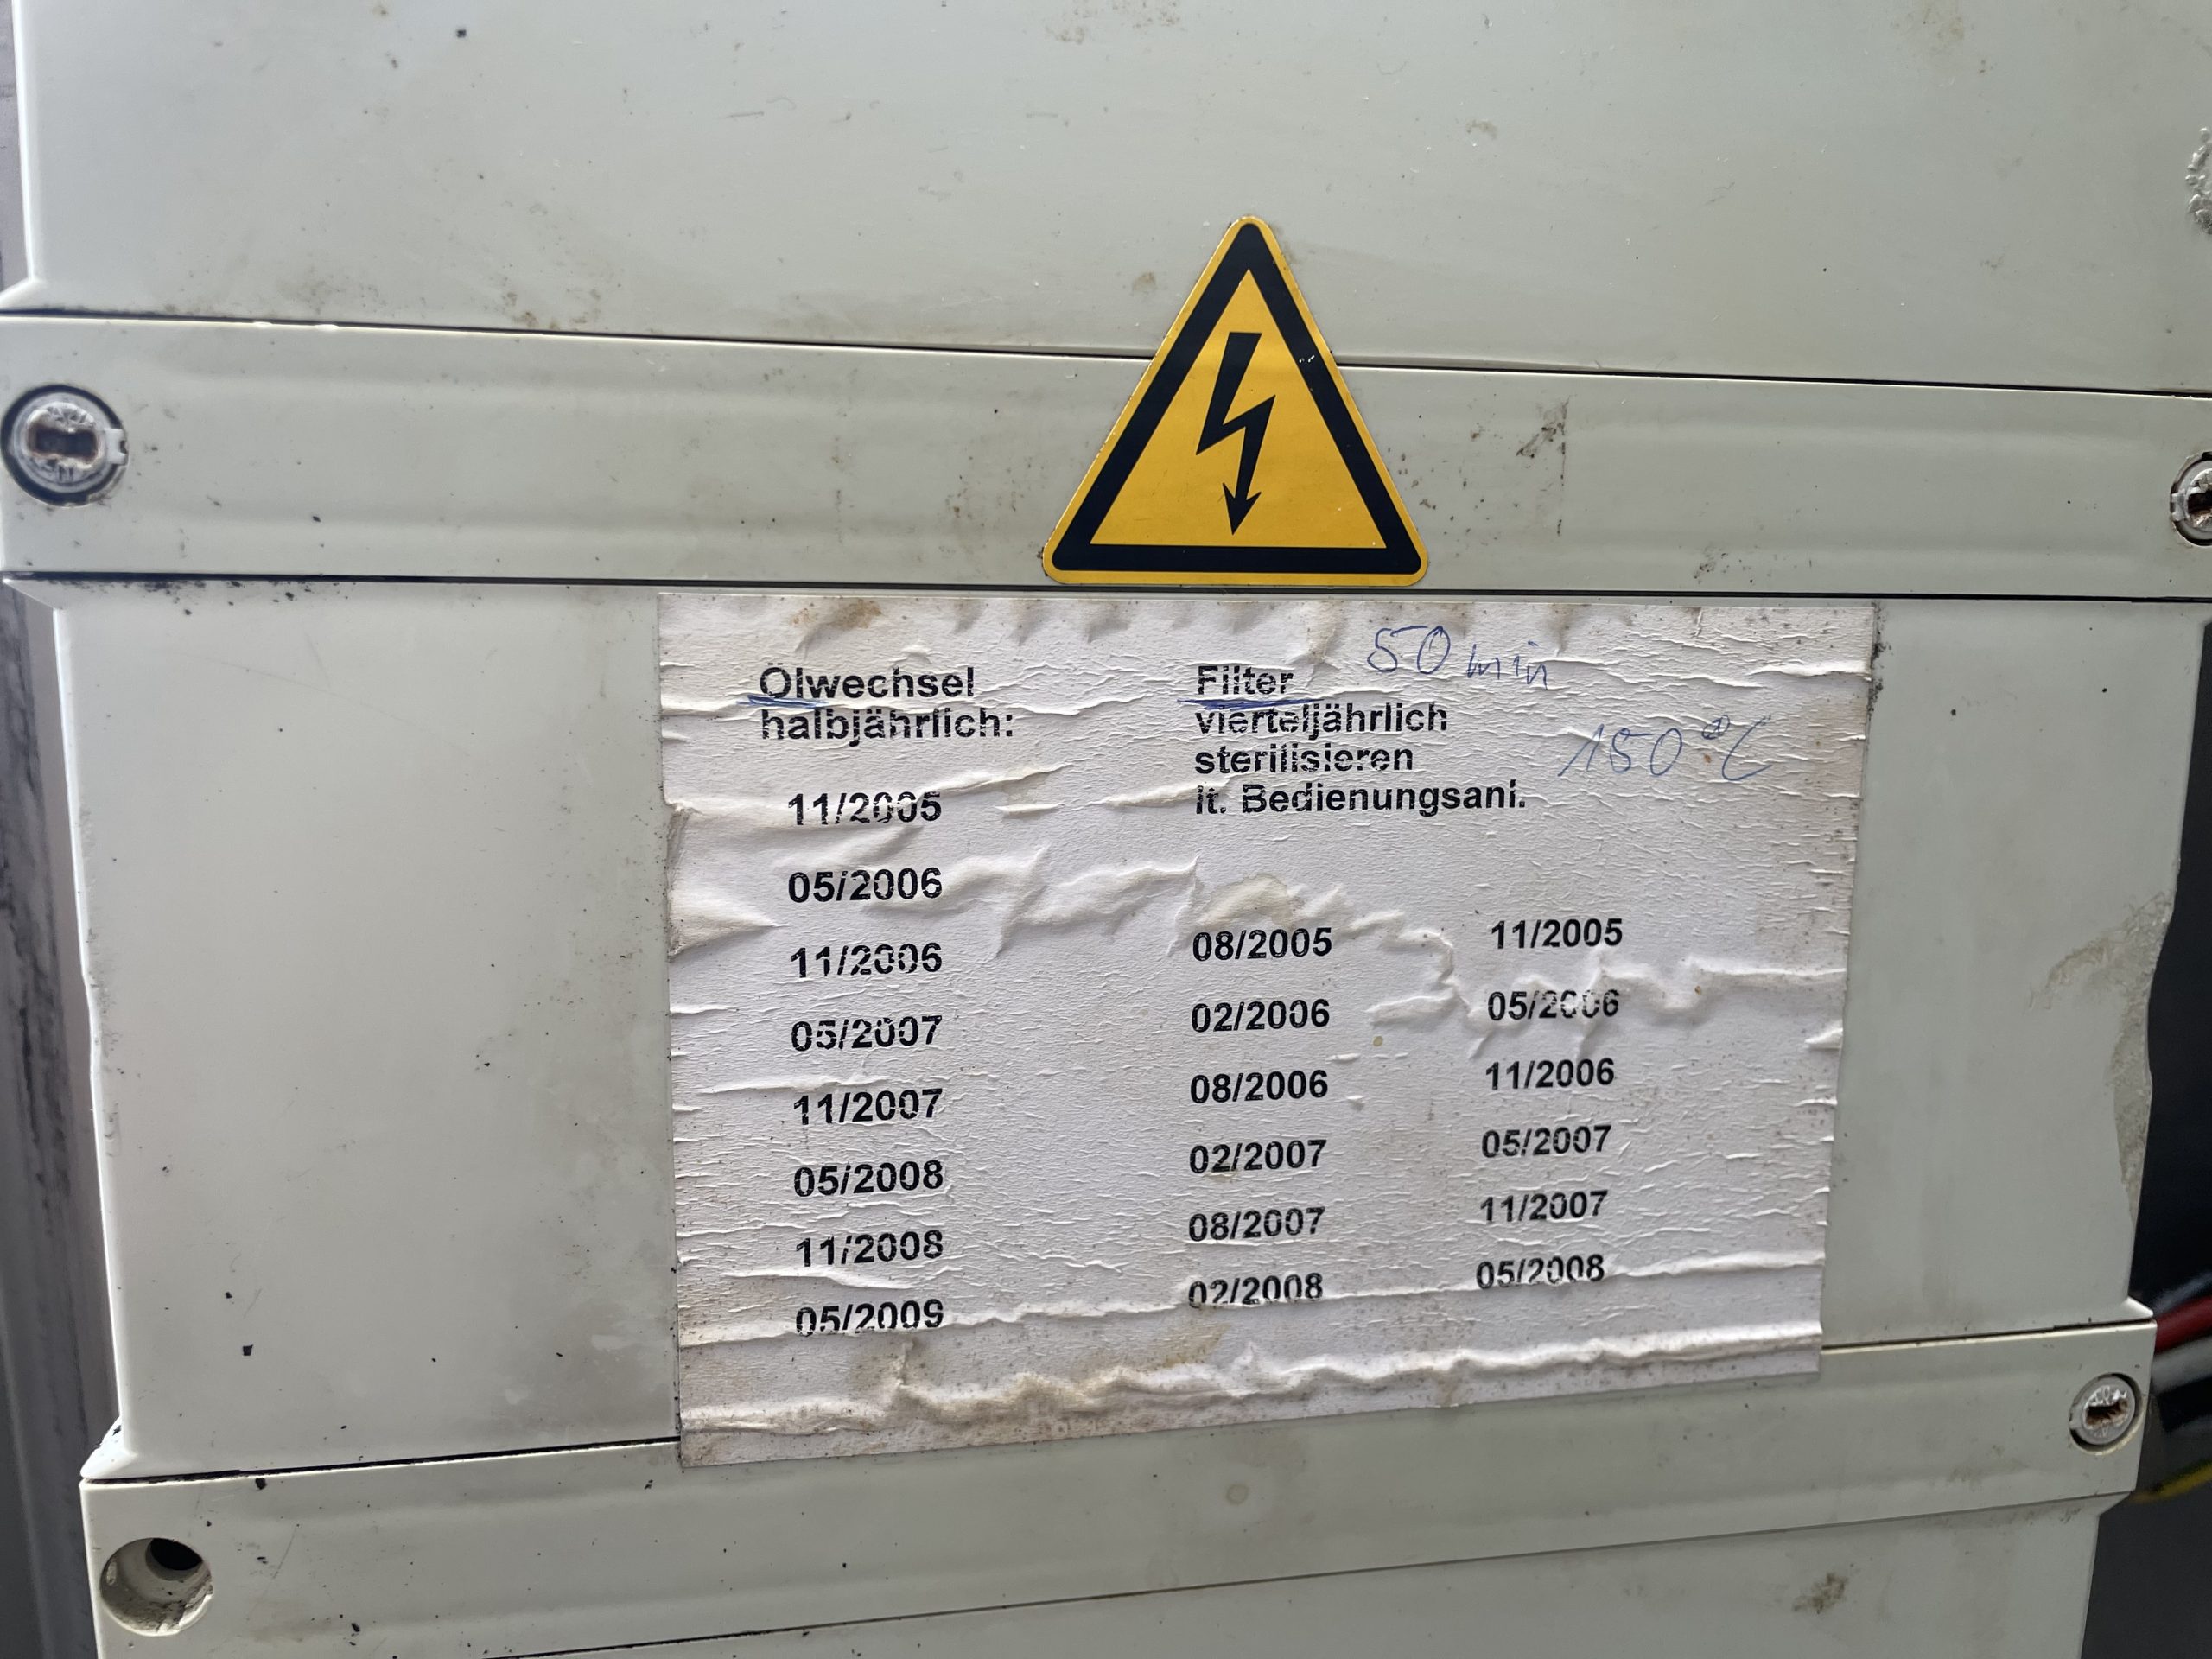 Ölwechsel
halbjährlich:
11/2005
05/2006
11/2006
05/2007
11/2007
05/2008
11/2008
05/2009
Filter 50 min
vierteljährlich
sterilisieren 150 °C
lt. Bedienungsanl.
08/2005 11/2005
02/2006 05/2006
08/2006 11/2006
02/2007 05/2007
08/2007 11/2007
02/2008 05/2008